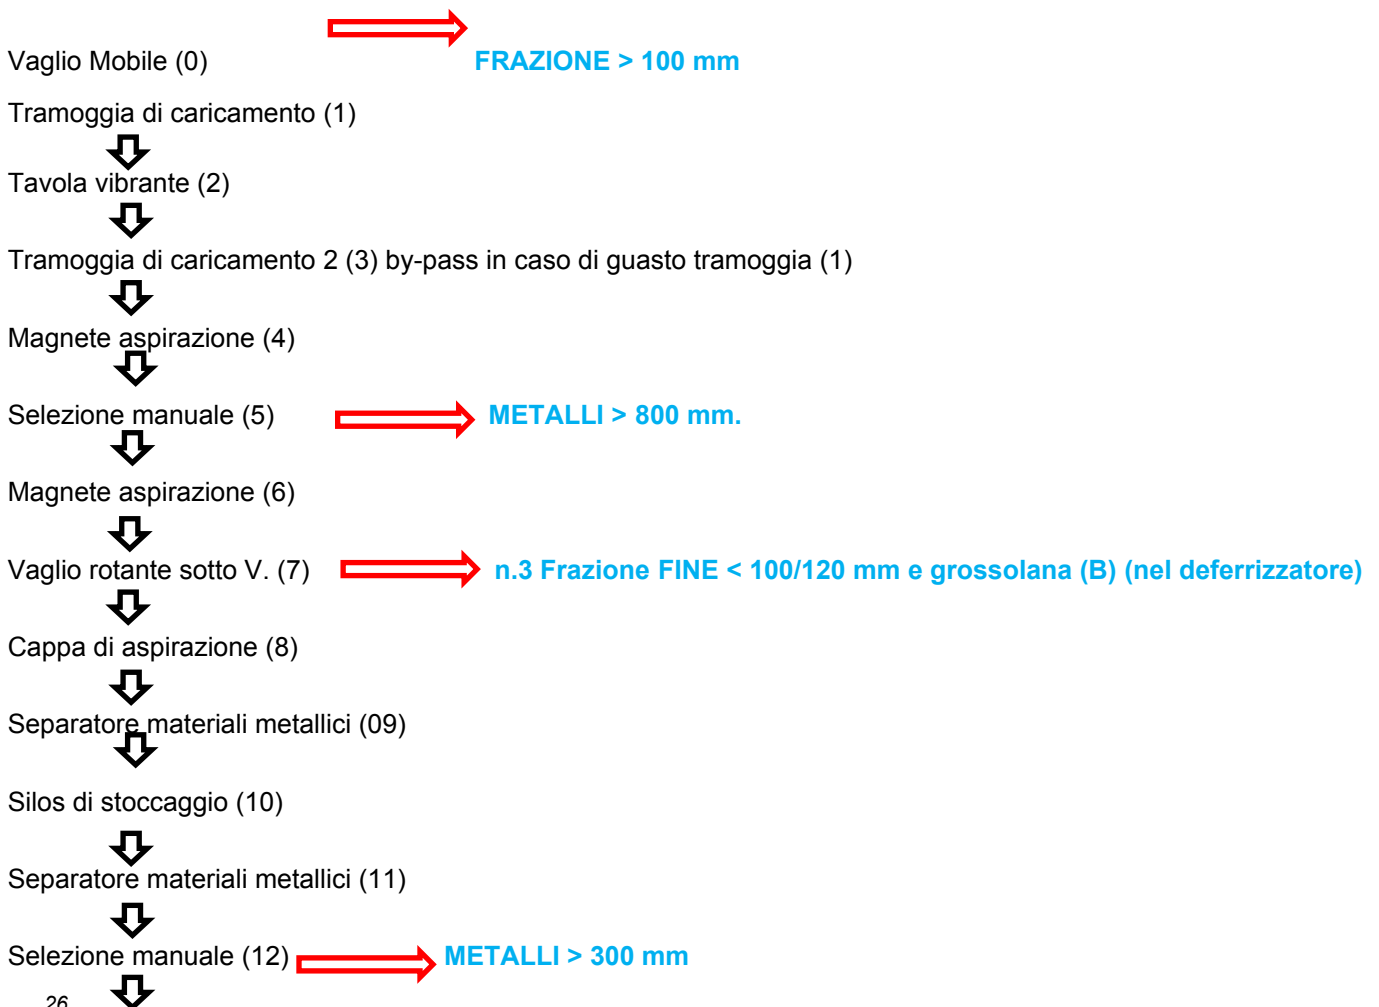 Vaglio Mobile (0) FRAZIONE > 100 mm
Tramoggia di caricamento (1)
Tavola vibrante (2)
Tramoggia di caricamento 2 (3) by-pass in caso di guasto tramoggia (1)
Magnete aspirazione (4)
Selezione manuale (5) METALLI > 800 mm.
Magnete aspirazione (6)
Vaglio rotante sotto V. (7) n.3 Frazione FINE < 100/120 mm e grossolana (B) (nel deferrizzatore)
Cappa di aspirazione (8)
Separatore materiali metallici (09)
Silos di stoccaggio (10)
Separatore materiali metallici (11)
Selezione manuale (12) METALLI > 300 mm
26